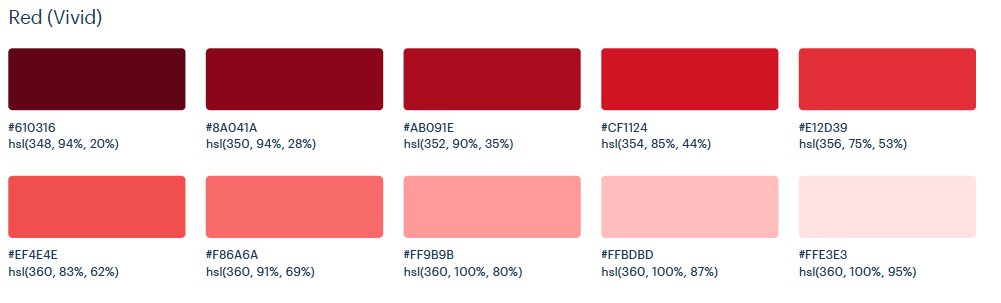 Red (Vivid)
#610316
hsl(348, 94%, 20%)
#8A041A
hsl(350, 94%, 28%)
#AB091E
hsl(352, 90%, 35%)
#CF1124
hsl(354, 85%, 44%)
#E12D39
hsl(356, 75%, 53%)
#EF4E4E
hsl(360, 83%, 62%)
#F86A6A
hsl(360, 91%, 69%)
#FF9B9B
hsl(360, 100%, 80%)
#FFBDBD
hsl(360, 100%, 87%)
#FFE3E3
hsl(360, 100%, 95%)